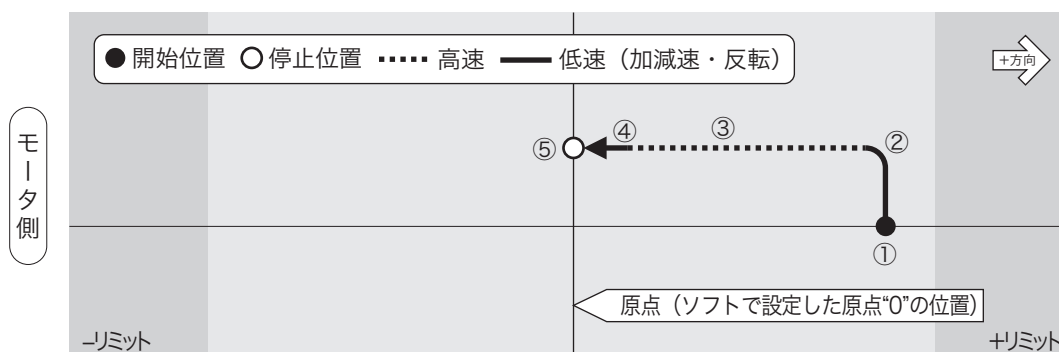 ●開始位置 ○停止位置 ····· 高速 —— 低速（加減速・反転）
+方向
モータ側
⑤ ④ ③ ②
①
原点（ソフトで設定した原点“0”の位置）
–リミット
+リミット